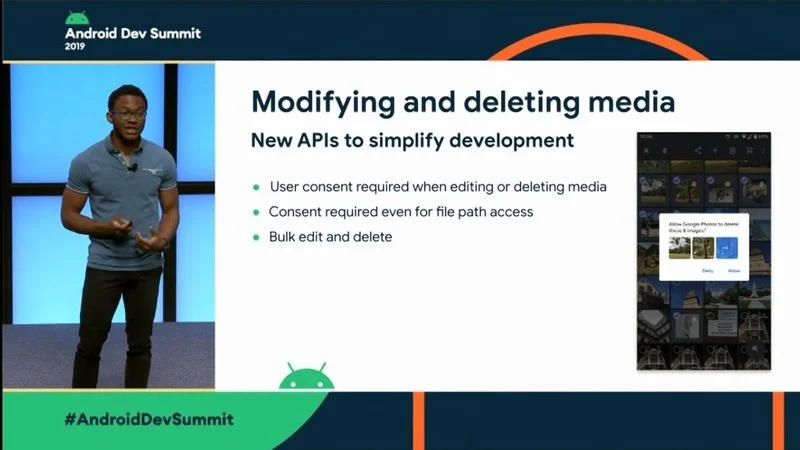 Android Dev Summit
2019
Modifying and deleting media
New APIs to simplify development
User consent required when editing or deleting media
Consent required even for file path access
Bulk edit and delete
8
Allow Google Photos to delete
these 8 images?
Deny Allow
#AndroidDevSummit